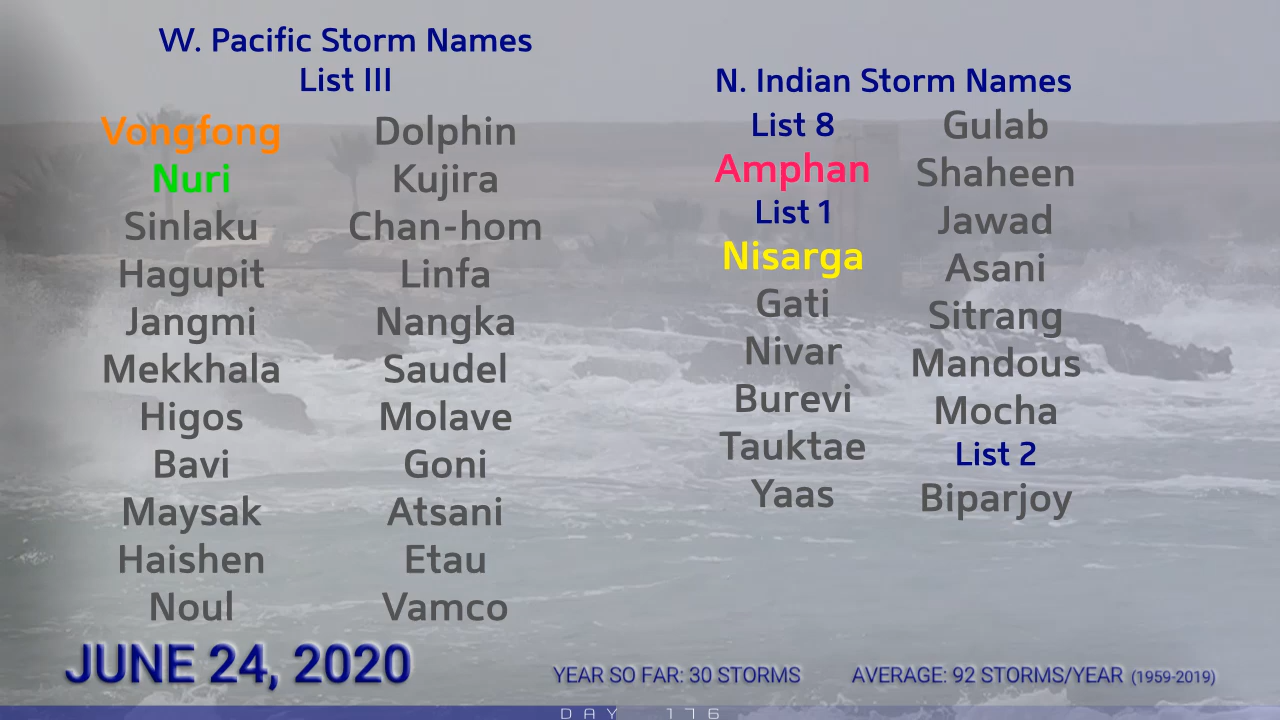 W. Pacific Storm Names
List III
Vongfong
Nuri
Sinlaku
Hagupit
Jangmi
Mekkhala
Higos
Bavi
Maysak
Haishen
Noul
Dolphin
Kujira
Chan-hom
Linfa
Nangka
Saudel
Molave
Goni
Atsani
Etau
Vamco
N. Indian Storm Names
List 8
Amphan
List 1
Nisarga
Gati
Nivar
Burevi
Tauktae
Yaas
Gulab
Shaheen
Jawad
Asani
Sitrang
Mandous
Mocha
List 2
Biparjoy
JUNE 24, 2020
YEAR SO FAR: 30 STORMS
AVERAGE: 92 STORMS/YEAR (1959-2019)
DAY 176